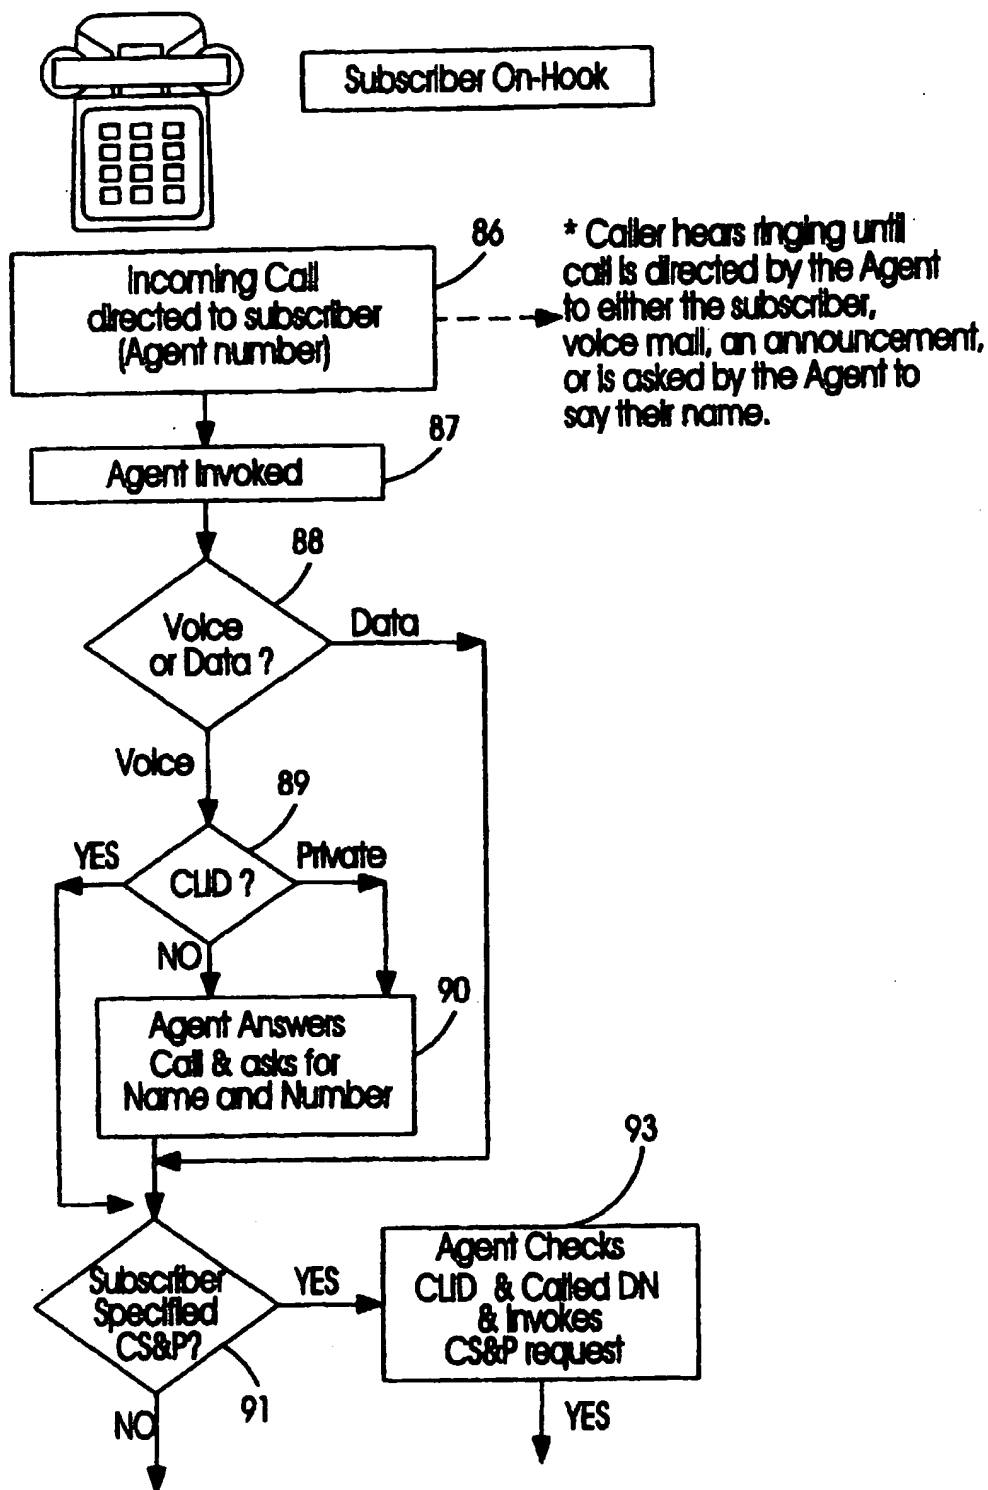 Subscriber On-Hook
86
Incoming Call
directed to subscriber
(Agent number)
* Caller hears ringing until
call is directed by the Agent
to either the subscriber,
voice mail, an announcement,
or is asked by the Agent to
say their name.
87
Agent Invoked
88
Voice
or Data ?
Data
Voice
89
YES
CLID ?
Private
NO
90
Agent Answers
Call & asks for
Name and Number
93
Subscriber
Specified
CS&P?
YES
Agent Checks
CLID & Called DN
& Invokes
CS&P request
91
NO
YES